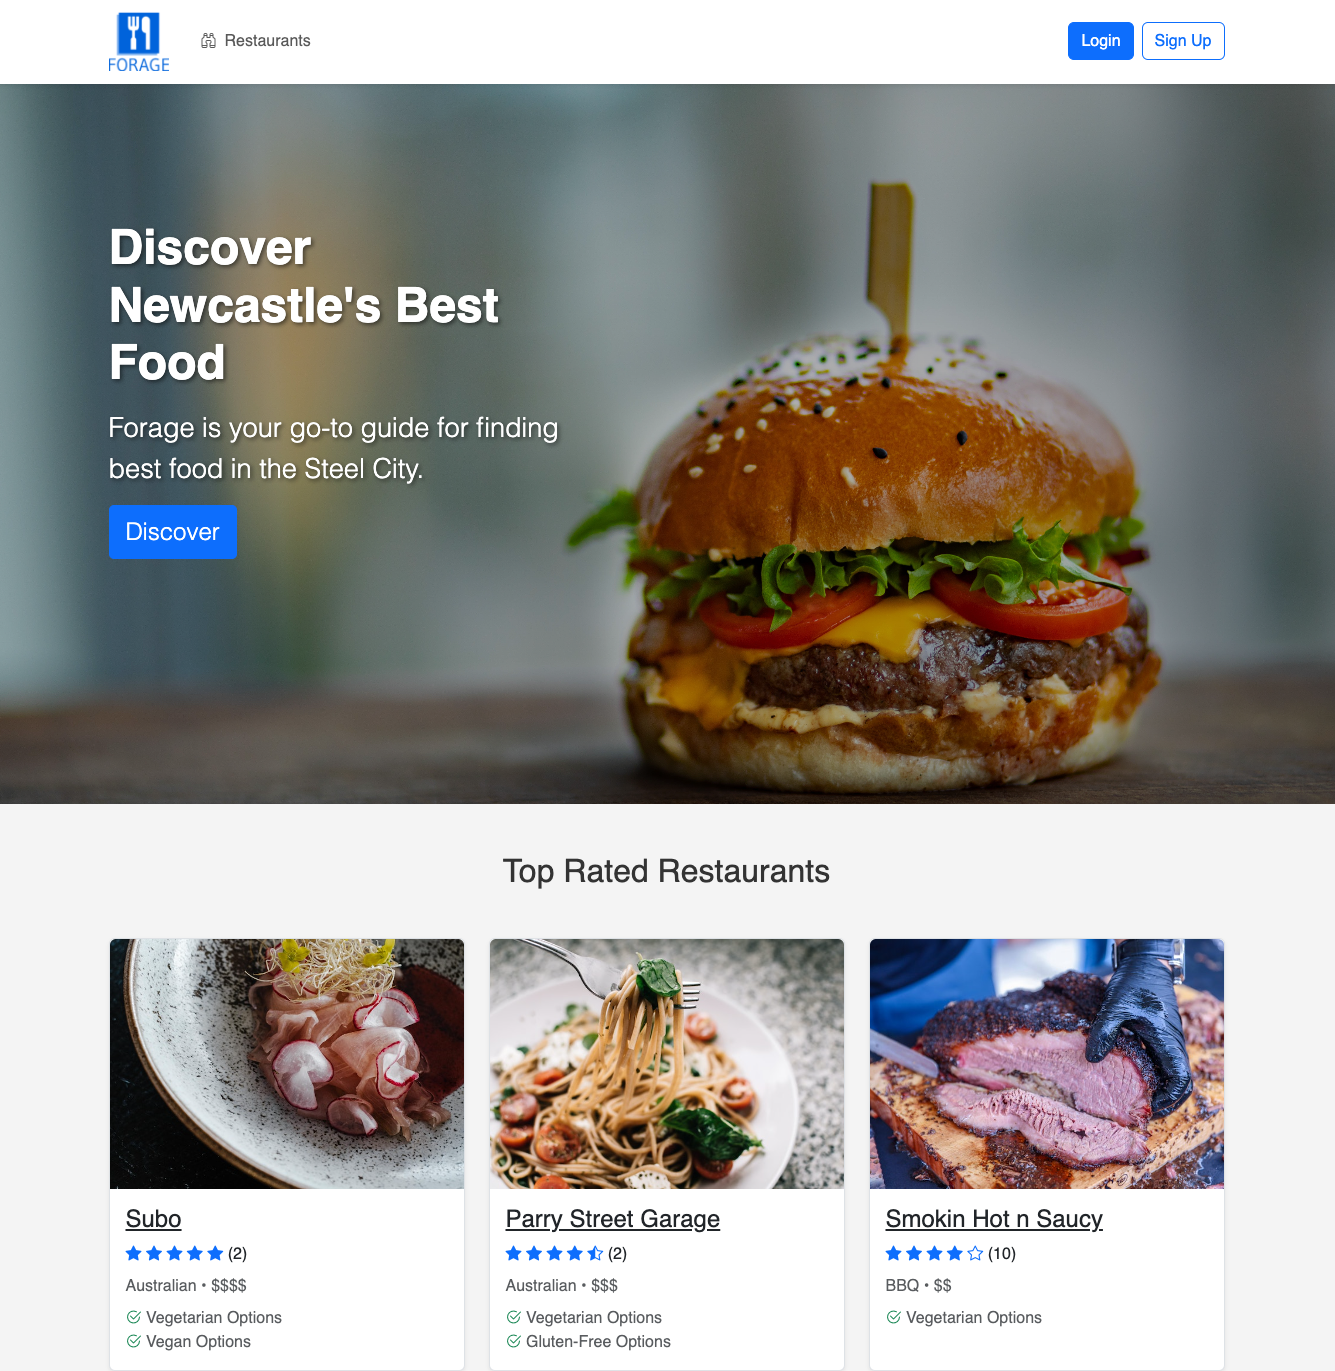 FORAGE
Restaurants
Login
Sign Up
Discover
Newcastle's Best
Food
Forage is your go-to guide for finding
best food in the Steel City.
Discover
Top Rated Restaurants
Subo
(2)
Australian • $$$$
Vegetarian Options
Vegan Options
Parry Street Garage
(2)
Australian • $$$
Vegetarian Options
Gluten-Free Options
Smokin Hot n Saucy
(10)
BBQ • $$
Vegetarian Options